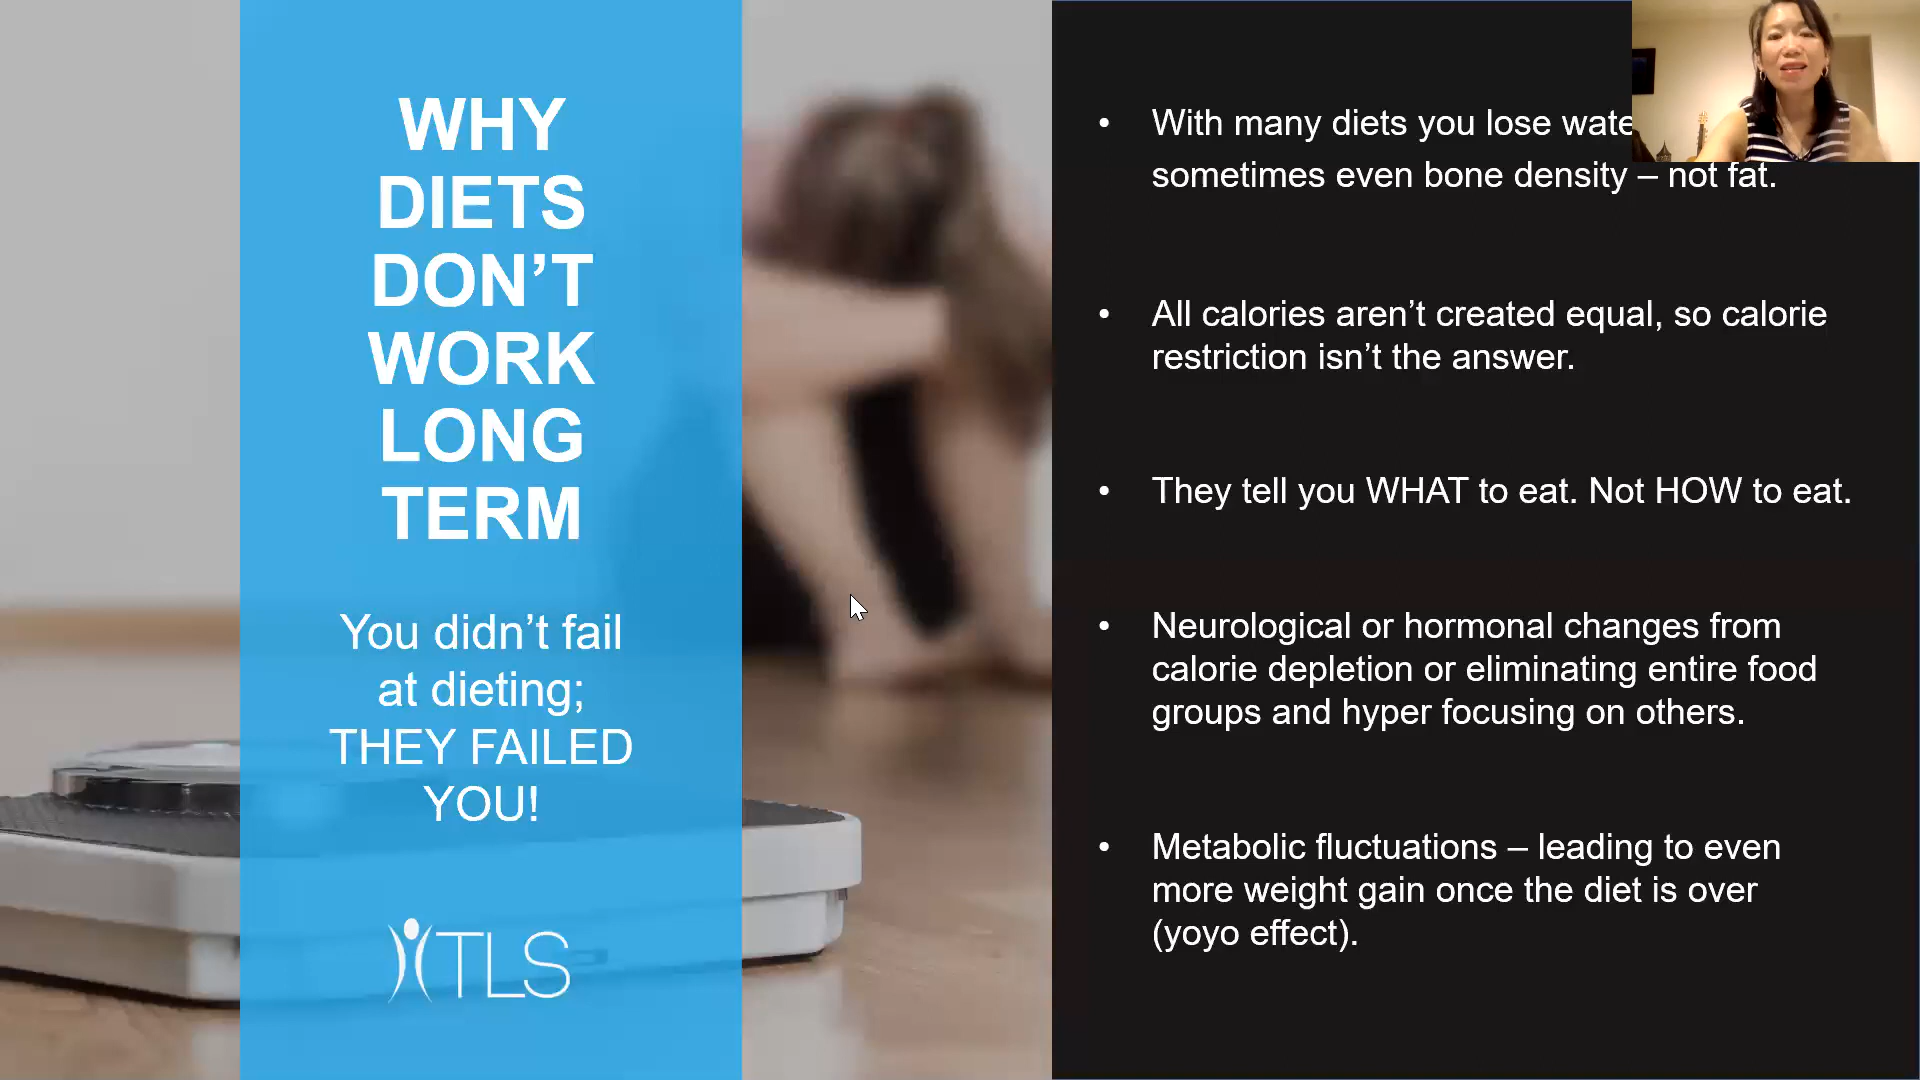 WHY
DIETS
DON’T
WORK
LONG
TERM
You didn’t fail
at dieting;
THEY FAILED
YOU!
TLS
• With many diets you lose
sometimes even bone density – not fat.
• All calories aren’t created equal, so calorie
restriction isn’t the answer.
• They tell you WHAT to eat. Not HOW to eat.
• Neurological or hormonal changes from
calorie depletion or eliminating entire food
groups and hyper focusing on others.
• Metabolic fluctuations – leading to even
more weight gain once the diet is over
(yoyo effect).